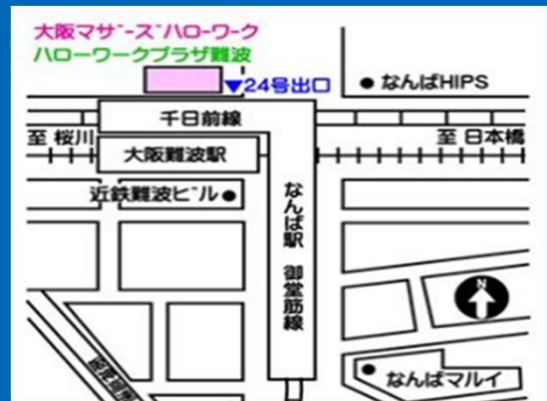 大阪マザーズハローワーク
ハローワークプラザ難波
▼24号出口
なんばHIPS
千日前線
至 桜川
至 日本橋
大阪難波駅
近鉄難波ビル
なんば駅 御堂筋線
N
なんばマルイ